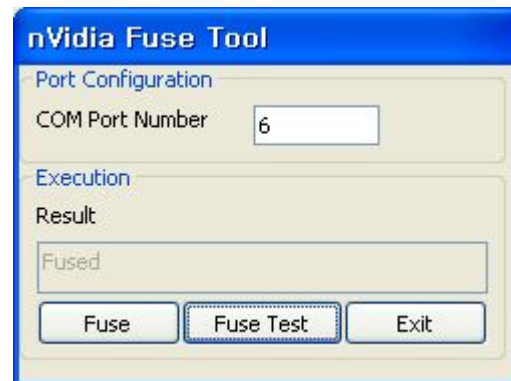 nVidia Fuse Tool
Port Configuration
COM Port Number 6
Execution
Result
Fused
Fuse Fuse Test Exit